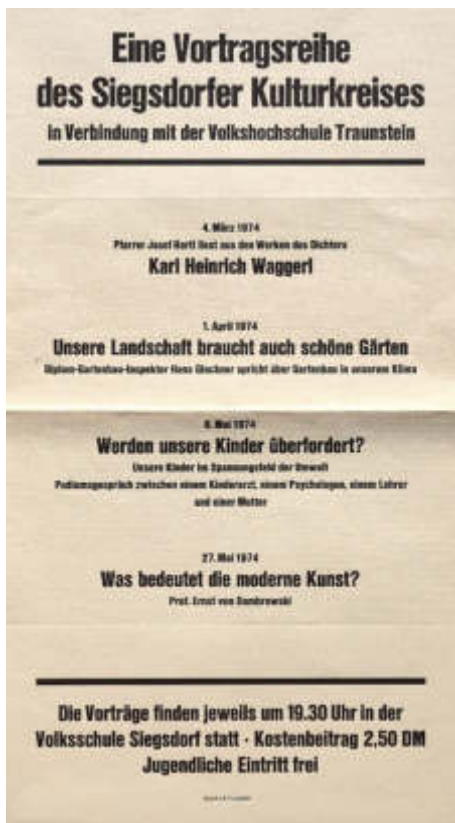 Eine Vortragsreihe
des Siegsdorfer Kulturkreises
in Verbindung mit der Volkshochschule Traunstein
4. März 1974
Pfarrer Josef Hartl liest aus den Werken des Dichters
Karl Heinrich Waggerl
1. April 1974
Unsere Landschaft braucht auch schöne Gärten
Diplom-Gartenbau-Inspektor Hans spricht über Gartenbau in unserem Klima
Mai 1974
Werden unsere Kinder überfordert?
Unsere Kinder im Spannungsfeld der Umwelt
Podiumsgespräch zwischen einem Kinderarzt, einem Psychologen, einem Lehrer
und einer Mutter
27. Mai 1974
Was bedeutet die moderne Kunst?
Prof. Ernst von Dombrowski
Die Vorträge finden jeweils um 19.30 Uhr in der
Volksschule Siegsdorf statt · Kostenbeitrag 2,50 DM
Jugendliche Eintritt frei